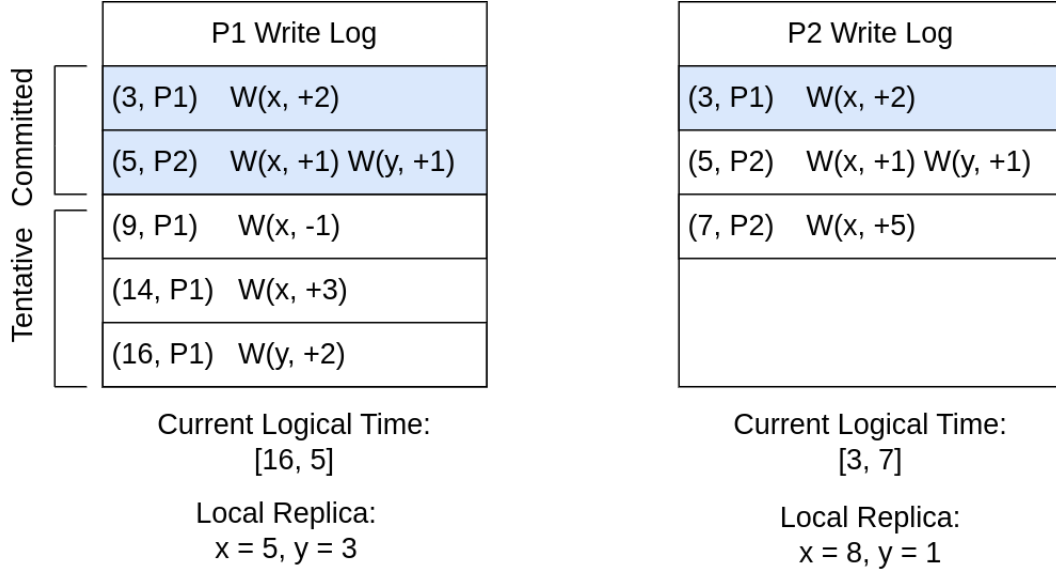 P1 Write Log
Committed
(3, P1) W(x, +2)
(5, P2) W(x, +1) W(y, +1)
Tentative
(9, P1) W(x, -1)
(14, P1) W(x, +3)
(16, P1) W(y, +2)
Current Logical Time:
[16, 5]
Local Replica:
x = 5, y = 3
P2 Write Log
(3, P1) W(x, +2)
(5, P2) W(x, +1) W(y, +1)
(7, P2) W(x, +5)
Current Logical Time:
[3, 7]
Local Replica:
x = 8, y = 1